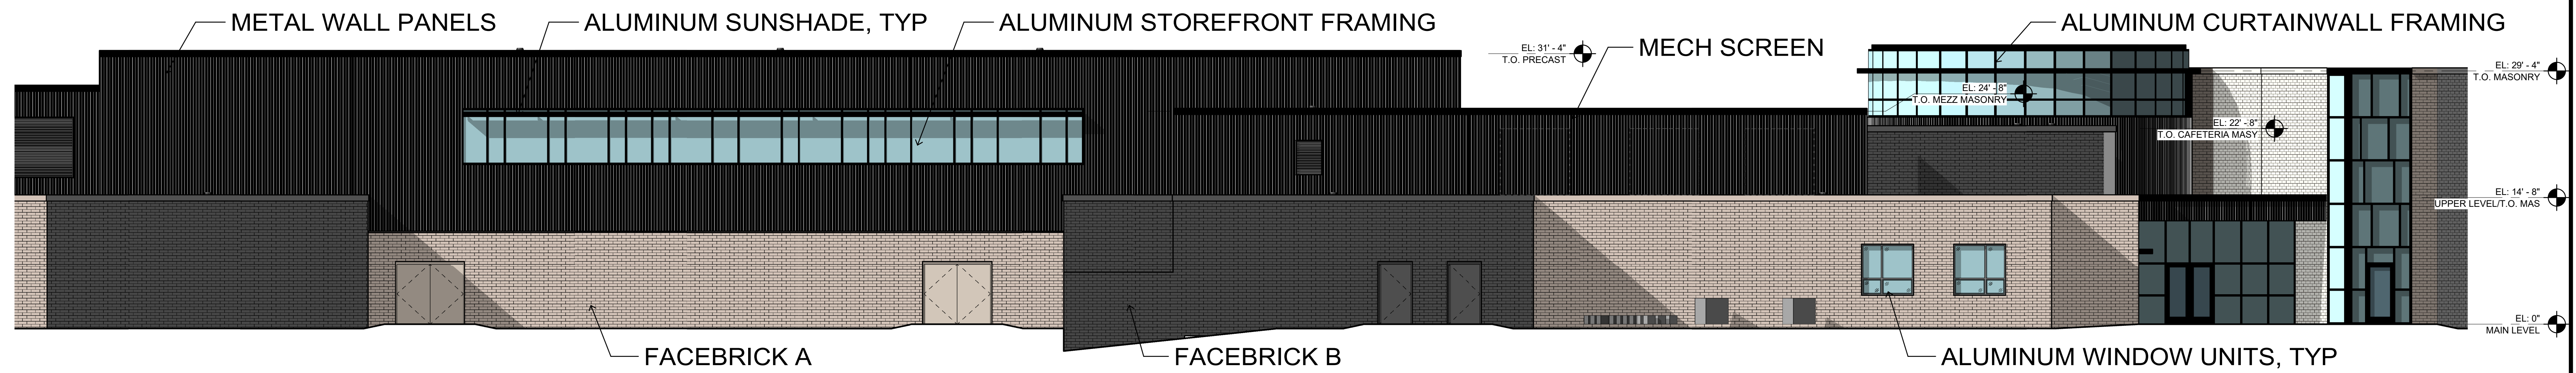 METAL WALL PANELS
ALUMINUM SUNSHADE, TYP
ALUMINUM STOREFRONT FRAMING
EL: 31' - 4"
T.O. PRECAST
MECH SCREEN
ALUMINUM CURTAINWALL FRAMING
EL: 29' - 4"
T.O. MASONRY
EL: 24' - 8"
T.O. MEZZ MASONRY
EL: 22' - 8"
T.O. CAFETERIA MASY
EL: 14' - 8"
UPPER LEVEL/T.O. MAS
EL: 0"
MAIN LEVEL
FACEBRICK A
FACEBRICK B
ALUMINUM WINDOW UNITS, TYP